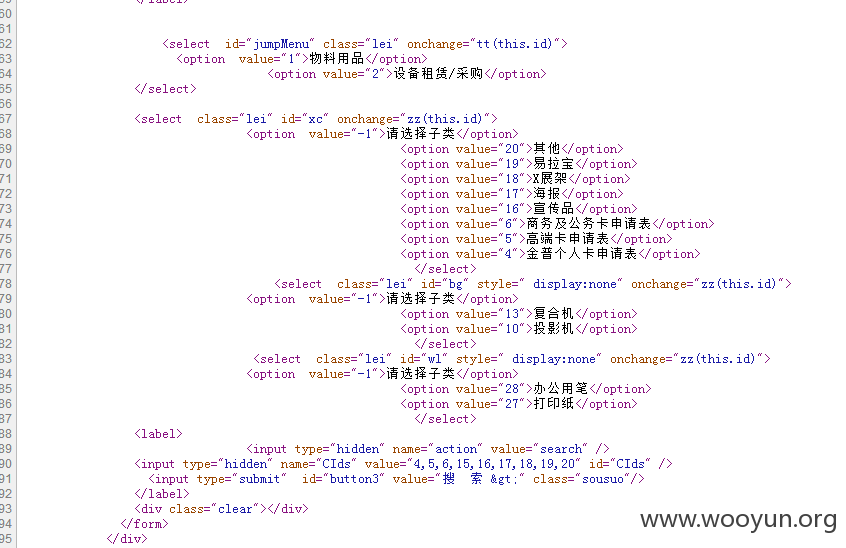 59 </label>
60
61
62 <select  id="jumpMenu" class="lei" onchange="tt(this.id)">
63 <option  value="1">物料用品</option>
64 <option value="2">设备租赁/采购</option>
65 </select>
66
67 <select  class="lei" id="xc" onchange="zz(this.id)">
68 <option  value="-1">请选择子类</option>
69 <option value="20">其他</option>
70 <option value="19">易拉宝</option>
71 <option value="18">X展架</option>
72 <option value="17">海报</option>
73 <option value="16">宣传品</option>
74 <option value="6">商务及公务卡申请表</option>
75 <option value="5">高端卡申请表</option>
76 <option value="4">金普个人卡申请表</option>
77 </select>
78 <select  class="lei" id="bg" style=" display:none" onchange="zz(this.id)">
79 <option  value="-1">请选择子类</option>
80 <option value="13">复合机</option>
81 <option value="10">投影机</option>
82 </select>
83 <select  class="lei" id="wl" style=" display:none" onchange="zz(this.id)">
84 <option  value="-1">请选择子类</option>
85 <option value="28">办公用笔</option>
86 <option value="27">打印纸</option>
87 </select>
88 <label>
89 <input type="hidden" name="action" value="search" />
90 <input type="hidden" name="CIds" value="4,5,6,15,16,17,18,19,20" id="CIds" />
91 <input type="submit"  id="button3" value="搜  索 &gt;" class="sousuo"/>
92 </label>
93 <div class="clear"></div>
94 </form>
95 </div>
www.wooyun.org